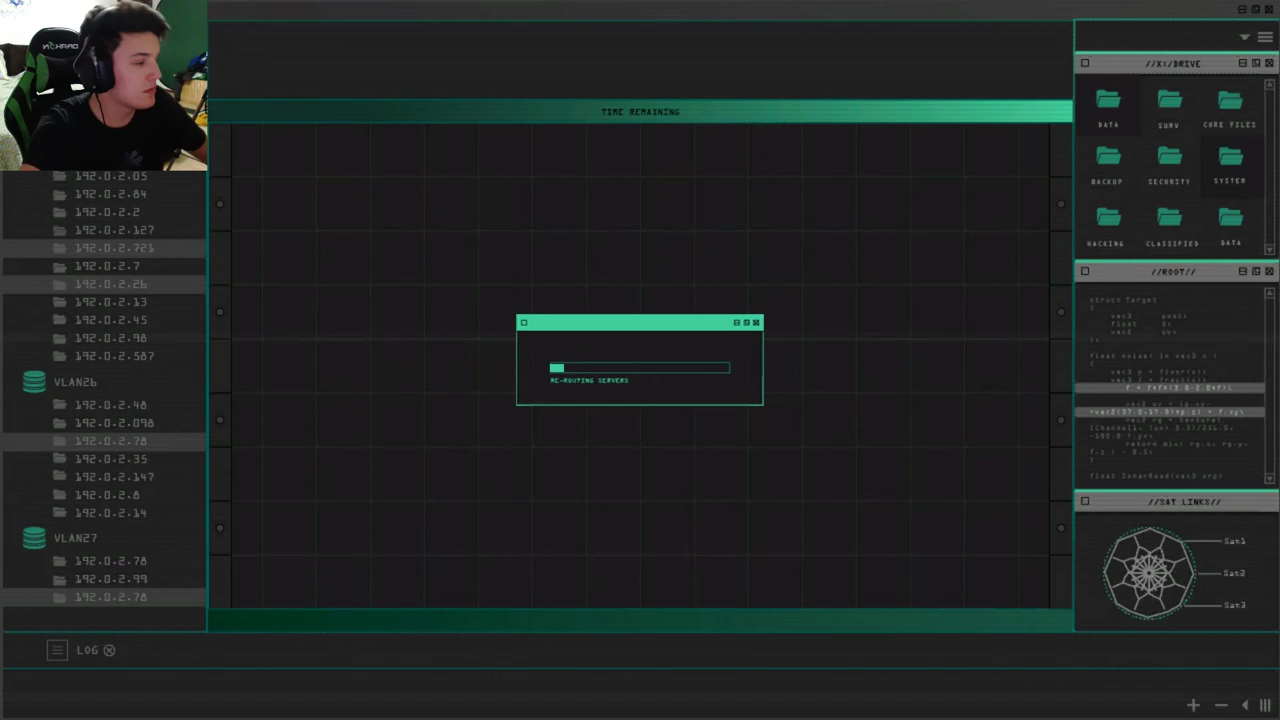 TIME REMAINING
//X:/DRIVE
DATA
SURV
CORE FILES
BACKUP
SECURITY
SYSTEM
HACKING
CLASSIFIED
DATA
192.0.2.05
192.0.2.84
192.0.2.2
192.0.2.127
192.0.2.721
192.0.2.7
192.0.2.26
192.0.2.13
192.0.2.45
192.0.2.98
192.0.2.587
VLAN26
192.0.2.48
192.0.2.098
192.0.2.78
192.0.2.35
192.0.2.147
192.0.2.8
192.0.2.14
VLAN27
192.0.2.78
192.0.2.99
192.0.2.78
RE-ROUTING SERVERS
//ROOT//
struct Target
{
//SAT LINKS//
Sat1
Sat2
Sat3
LOG